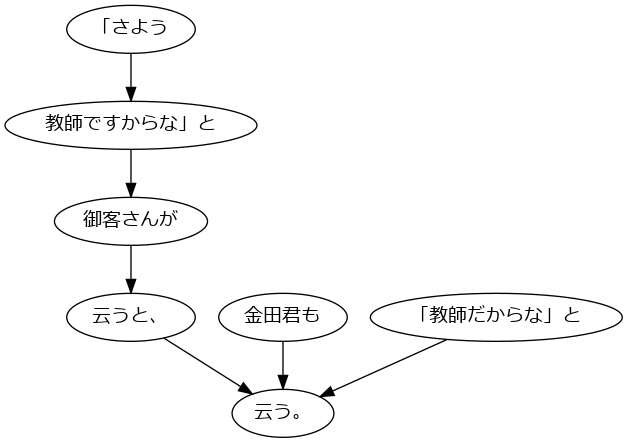 「さよう
教師ですからな」と
御客さんが
云うと、
金田君も
「教師だからな」と
云う。